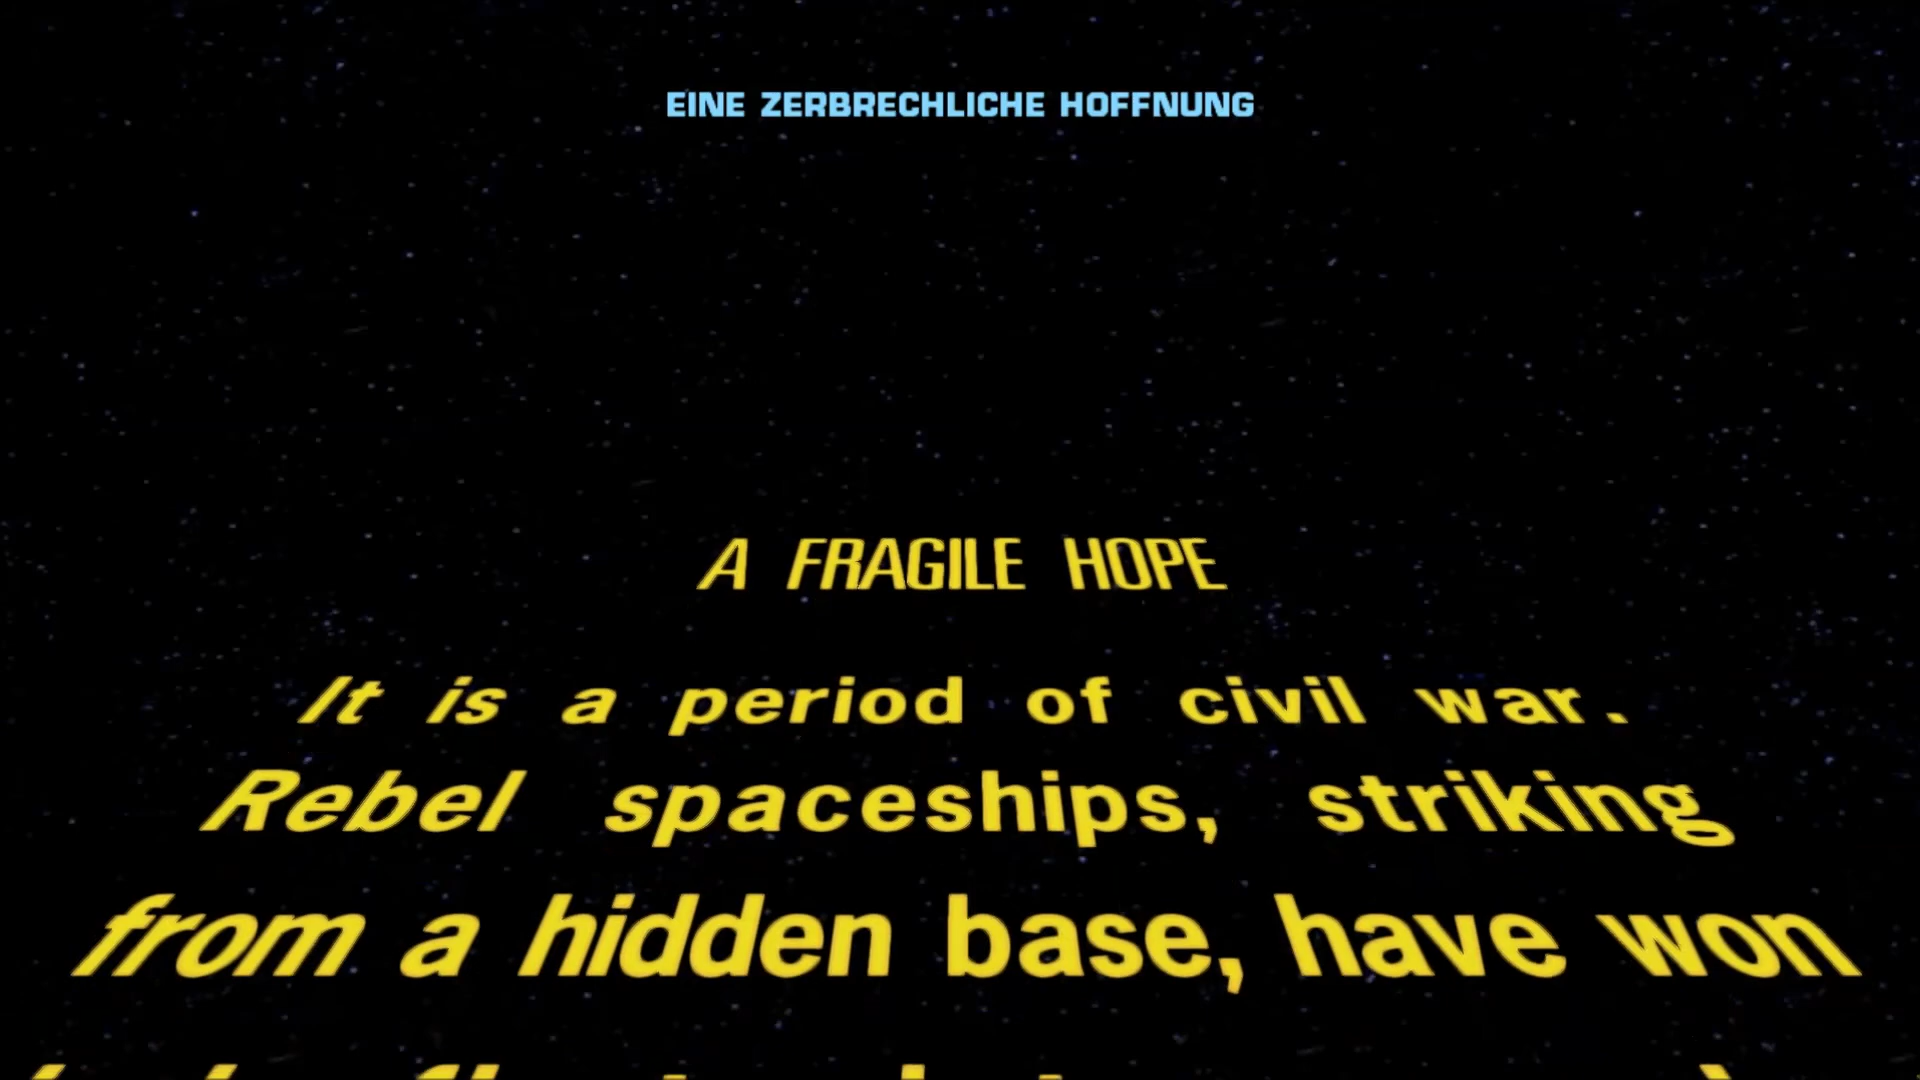 EINE ZERBRECHLICHE HOFFNUNG
A FRAGILE HOPE
It is a period of civil war.
Rebel spaceships, striking
from a hidden base, have won